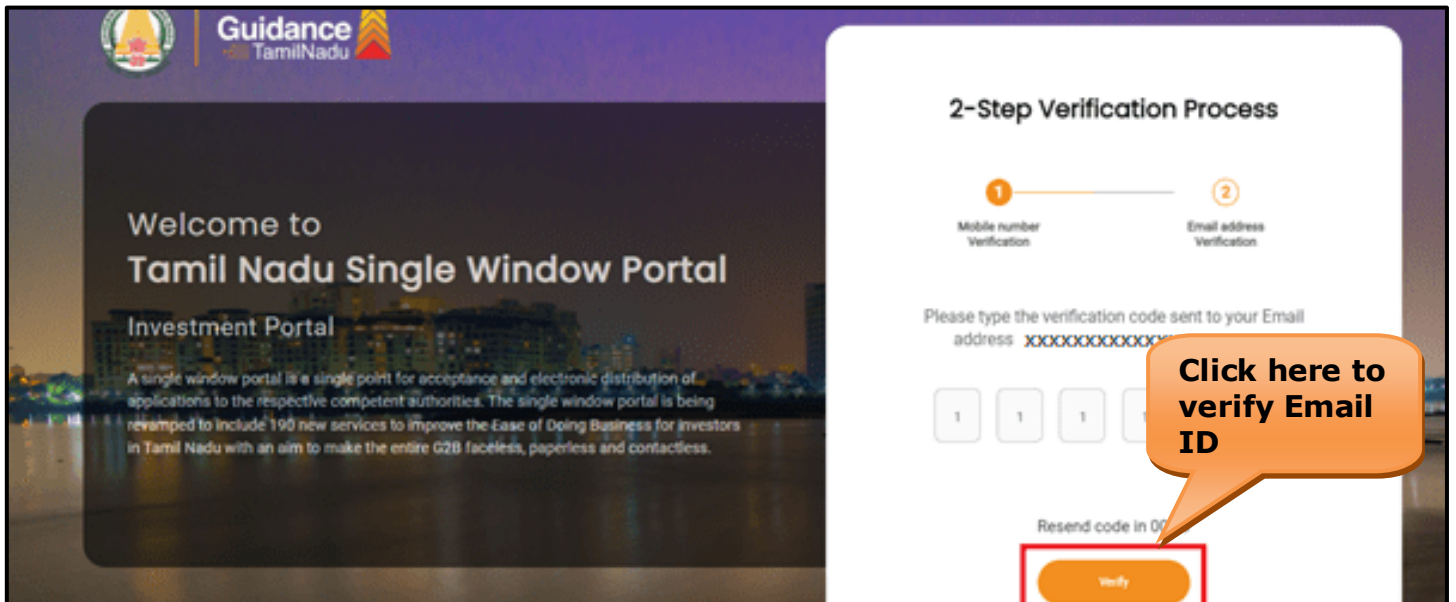 Guidance
TamilNadu
Welcome to
Tamil Nadu Single Window Portal
Investment Portal
A single window portal is a single point for acceptance and electronic distribution of
applications to the respective competent authorities. The single window portal is being
revamped to include 190 new services to improve the Ease of Doing Business for investors
in Tamil Nadu with an aim to make the entire G2B faceless, paperless and contactless.
2-Step Verification Process
1
2
Mobile number
Verification
Email address
Verification
Please type the verification code sent to your Email
address XXXXXXXXXXXXX
1 1 1
Click here to
verify Email
ID
Resend code in
Verify